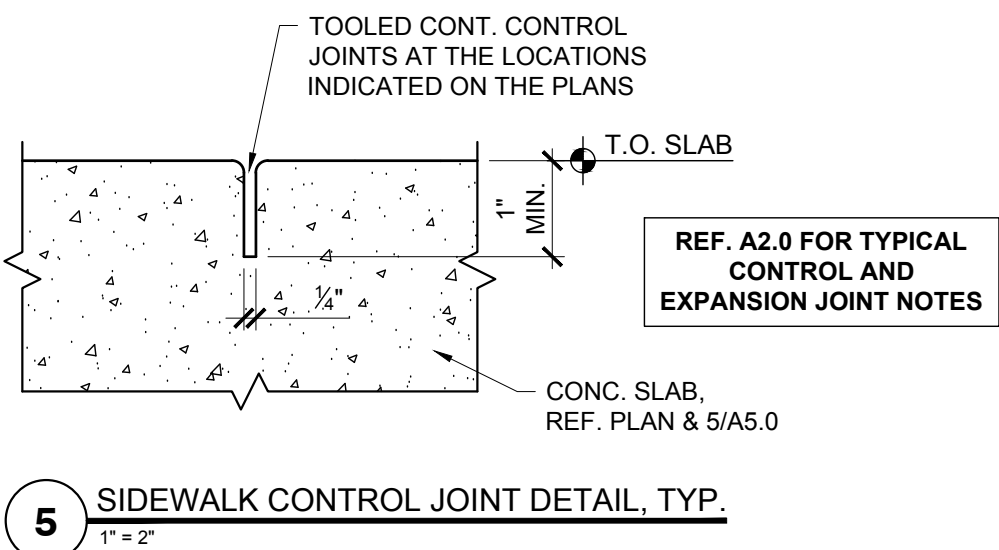 TOOLED CONT. CONTROL
JOINTS AT THE LOCATIONS
INDICATED ON THE PLANS
T.O. SLAB
1"
MIN.
REF. A2.0 FOR TYPICAL
CONTROL AND
EXPANSION JOINT NOTES
1/4"
CONC. SLAB,
REF. PLAN & 5/A5.0
5
SIDEWALK CONTROL JOINT DETAIL, TYP.
1" = 2"